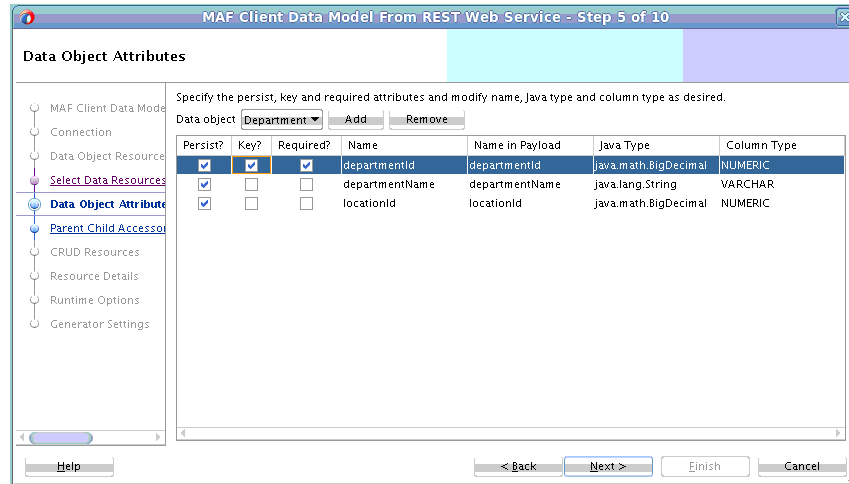 MAF Client Data Model From REST Web Service - Step 5 of 10
Data Object Attributes
MAF Client Data Mode
Connection
Data Object Resource
Select Data Resources
Data Object Attribute
Parent Child Accessor
CRUD Resources
Resource Details
Runtime Options
Generator Settings
Specify the persist, key and required attributes and modify name, Java type and column type as desired.
Data object Department Add Remove
Persist? Key? Required? Name Name in Payload Java Type Column Type
departmentId departmentId java.math.BigDecimal NUMERIC
departmentName departmentName java.lang.String VARCHAR
locationId locationId java.math.BigDecimal NUMERIC
Help < Back Next > Finish Cancel